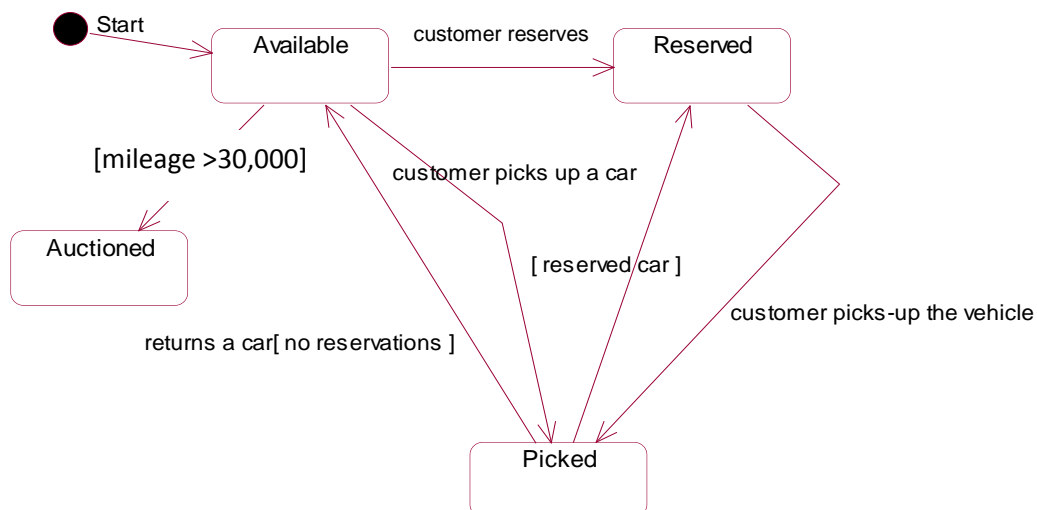 Start
Available
customer reserves
Reserved
[mileage >30,000]
customer picks up a car
Auctioned
[ reserved car ]
customer picks-up the vehicle
returns a car[ no reservations ]
Picked